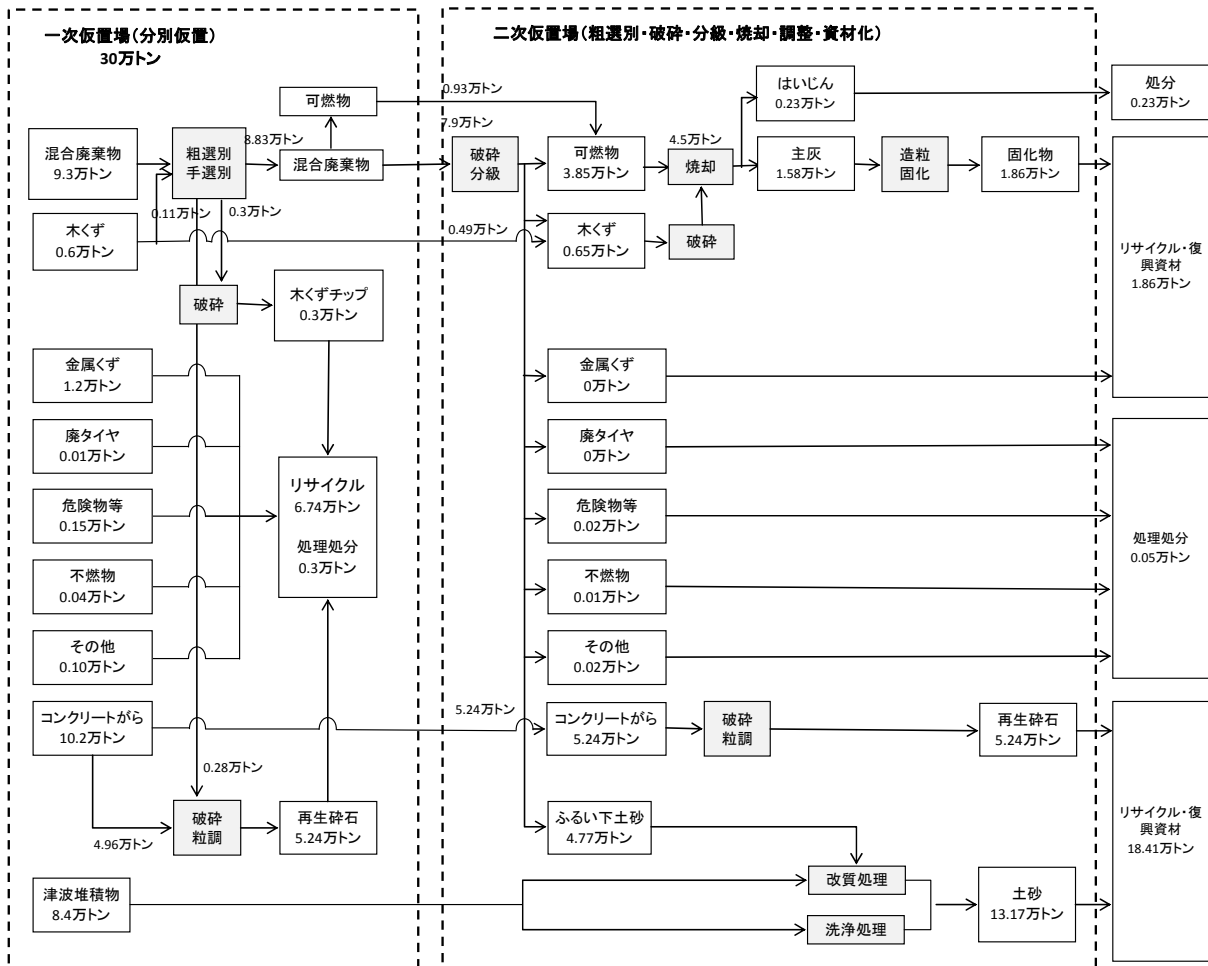 一次仮置場(分別仮置)
30万トン
二次仮置場(粗選別・破砕・分級・焼却・調整・資材化)
混合廃棄物
9.3万トン
粗選別
手選別
8.83万トン
可燃物
混合廃棄物
0.93万トン
7.9万トン
破砕
分級
可燃物
3.85万トン
4.5万トン
焼却
はいじん
0.23万トン
処分
0.23万トン
主灰
1.58万トン
造粒
固化
固化物
1.86万トン
木くず
0.6万トン
0.11万トン
0.3万トン
0.49万トン
木くず
0.65万トン
破砕
リサイクル・復
興資材
1.86万トン
破砕
木くずチップ
0.3万トン
金属くず
1.2万トン
金属くず
0万トン
廃タイヤ
0.01万トン
廃タイヤ
0万トン
リサイクル
6.74万トン
処理処分
0.3万トン
危険物等
0.15万トン
危険物等
0.02万トン
処理処分
0.05万トン
不燃物
0.04万トン
不燃物
0.01万トン
その他
0.10万トン
その他
0.02万トン
コンクリートがら
10.2万トン
5.24万トン
コンクリートがら
5.24万トン
破砕
粒調
再生砕石
5.24万トン
0.28万トン
4.96万トン
破砕
粒調
再生砕石
5.24万トン
ふるい下土砂
4.77万トン
リサイクル・復
興資材
18.41万トン
津波堆積物
8.4万トン
改質処理
洗浄処理
土砂
13.17万トン